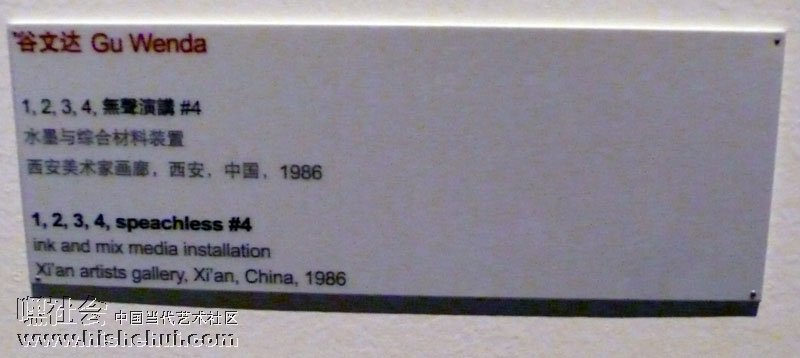 谷文达 Gu Wenda
1, 2, 3, 4, 無聲演講 #4
水墨与综合材料装置
西安美术家画廊，西安，中国，1986
1, 2, 3, 4, speachless #4
ink and mix media installation
Xi'an artists gallery, Xi'an, China, 1986
嘿社会 中国当代艺术社区
www.hishehui.com